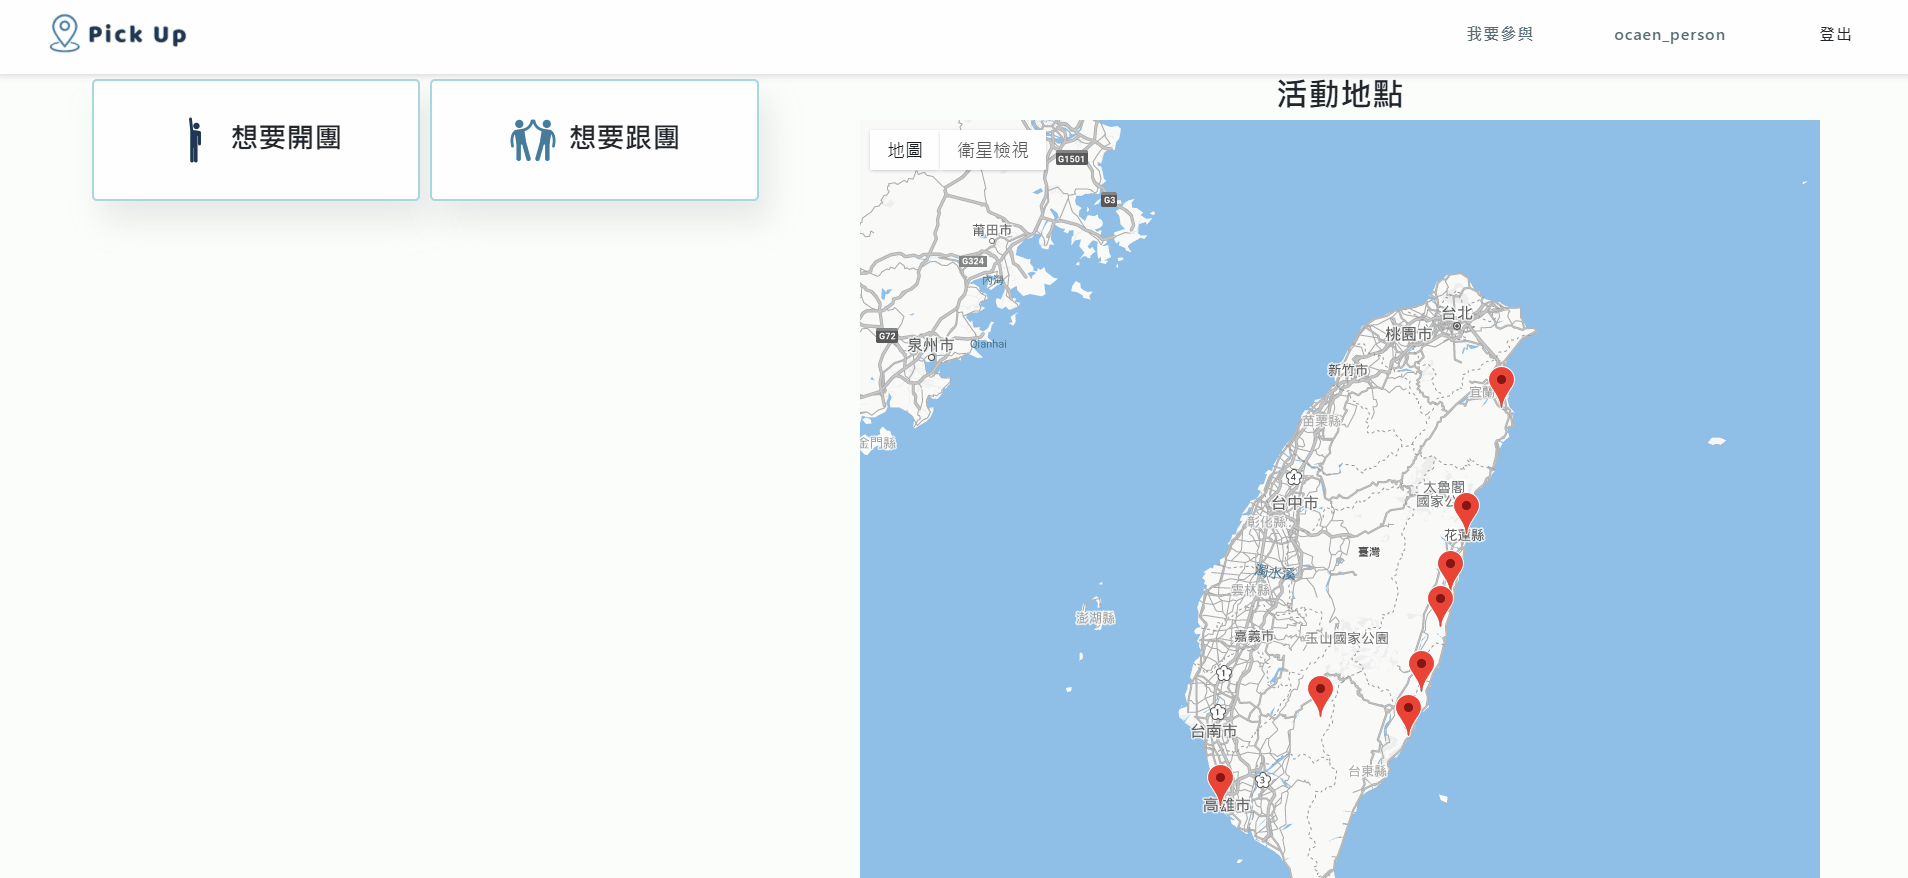 Pick Up
我要參與
ocaen_person
登出
想要開團
想要跟團
活動地點
地圖
衛星檢視
G1501
G3
莆田市
G324
內海
G72
泉州市
Qianhai
金門縣
台北
桃園市
新竹市
宜蘭
苗栗縣
4
台中市
太魯閣
國家公
彰化縣
花蓮縣
臺灣
濁水溪
雲林縣
澎湖縣
嘉義市
玉山國家公園
1
1
台南市
台東縣
3
高雄市